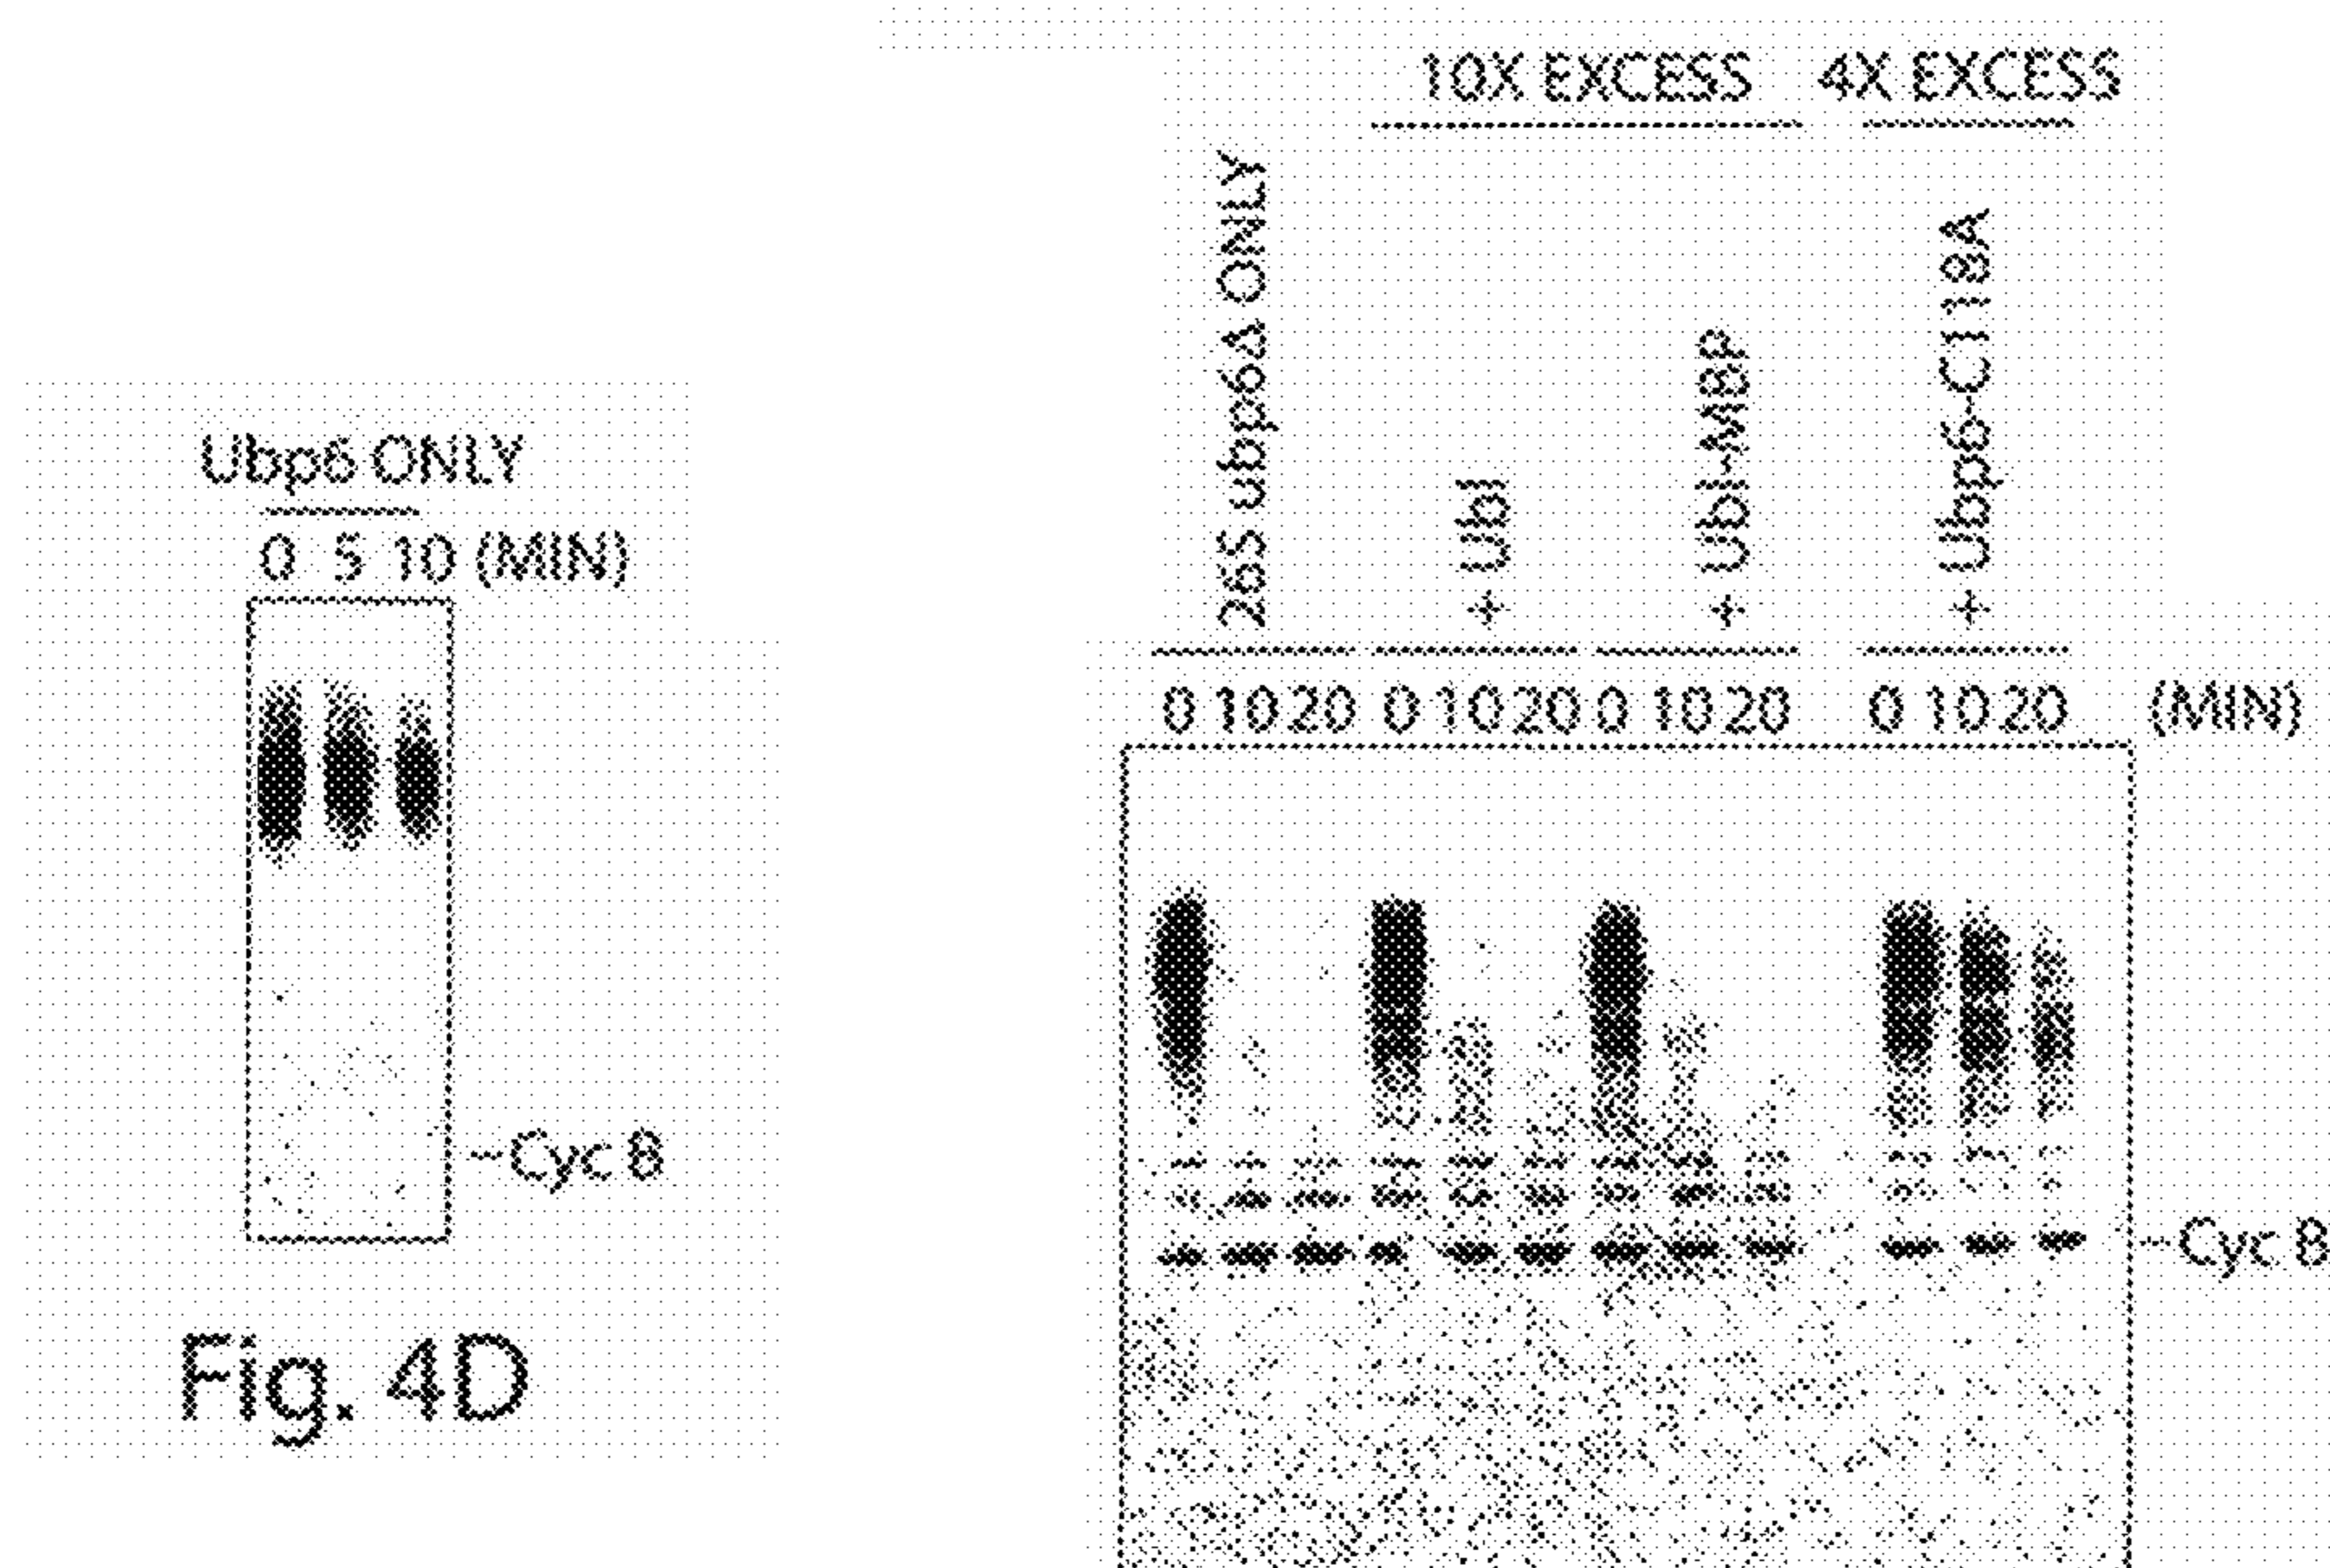 Ubp6 ONLY
0 5 10 (MIN)
-Cyc B
Fig. 4D
10X EXCESS 4X EXCESS
26S ubp6Δ ONLY
+ Ubl
+ Ubl-MBP
+ Ubp6-C118A
0 10 20 0 10 20 0 10 20 0 10 20 (MIN)
-Cyc B